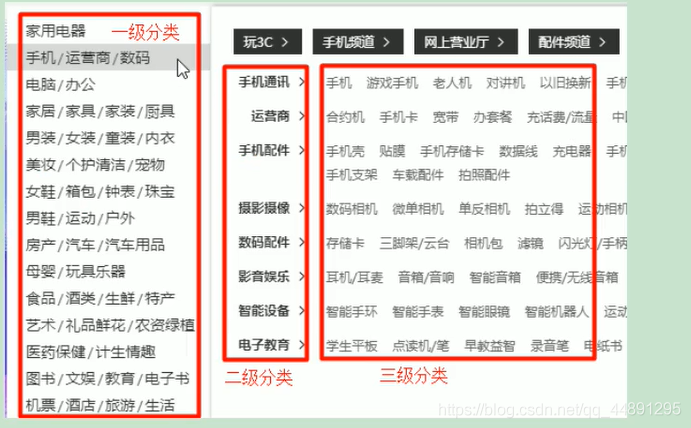 家用电器
一级分类
手机/运营商/数码
电脑/办公
家居/家具/家装/厨具
男装/女装/童装/内衣
美妆/个护清洁/宠物
女鞋/箱包/钟表/珠宝
男鞋/运动/户外
房产/汽车/汽车用品
母婴/玩具乐器
食品/酒类/生鲜/特产
艺术/礼品鲜花/农资绿植
医药保健/计生情趣
图书/文娱/教育/电子书
机票/酒店/旅游/生活
玩3C > 手机频道 > 网上营业厅 > 配件频道 >
手机通讯 > 手机 游戏手机 老人机 对讲机 以旧换新 手机
运营商 > 合约机 手机卡 宽带 办套餐 充话费/流量 中国
手机配件 > 手机壳 贴膜 手机存储卡 数据线 充电器 手机
手机支架 车载配件 拍照配件
摄影摄像 > 数码相机 微单相机 单反相机 拍立得 运动相机
数码配件 > 存储卡 三脚架/云台 相机包 滤镜 闪光灯/手柄
影音娱乐 > 耳机/耳麦 音箱/音响 智能音箱 便携/无线音箱
智能设备 > 智能手环 智能手表 智能眼镜 智能机器人 运动
电子教育 > 学生平板 点读机/笔 早教益智 录音笔 电纸书
二级分类
三级分类
https://blog.csdn.net/qq_44891295